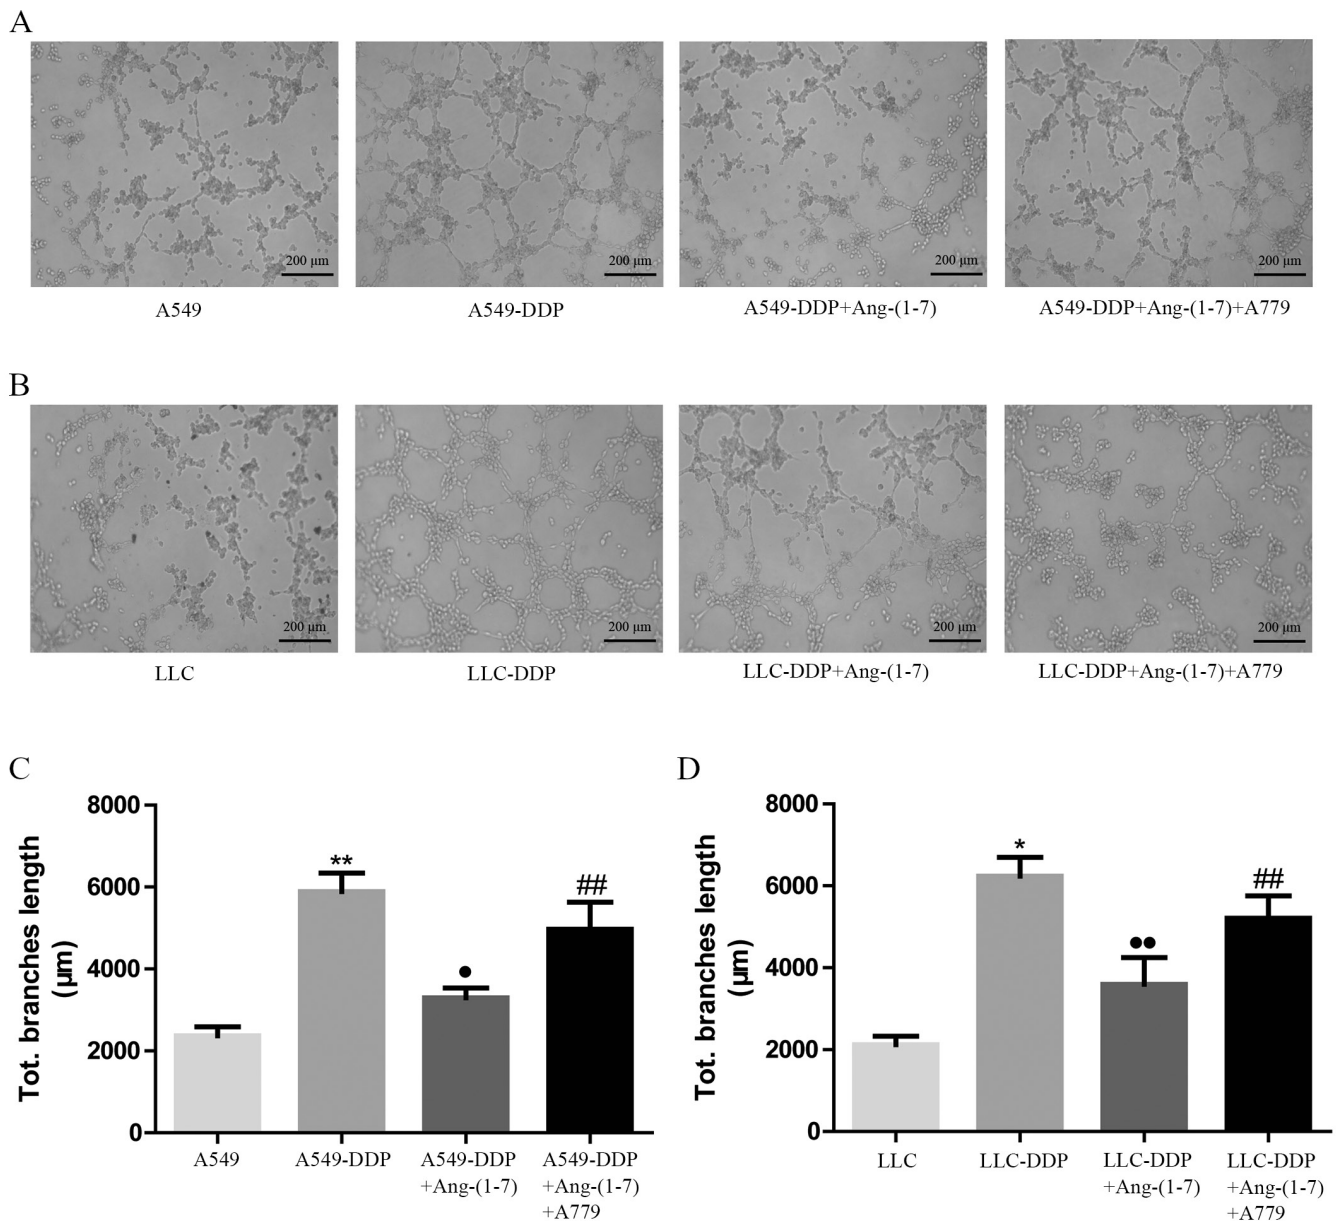 A
200 μm
200 μm
200 μm
200 μm
A549
A549-DDP
A549-DDP+Ang-(1-7)
A549-DDP+Ang-(1-7)+A779
B
200 μm
200 μm
200 μm
200 μm
LLC
LLC-DDP
LLC-DDP+Ang-(1-7)
LLC-DDP+Ang-(1-7)+A779
C
Tot. branches length
(μm)
8000
6000
4000
2000
0
**
●
##
A549
A549-DDP
A549-DDP
+Ang-(1-7)
A549-DDP
+Ang-(1-7)
+A779
D
Tot. branches length
(μm)
8000
6000
4000
2000
0
*
●●
##
LLC
LLC-DDP
LLC-DDP
+Ang-(1-7)
LLC-DDP
+Ang-(1-7)
+A779